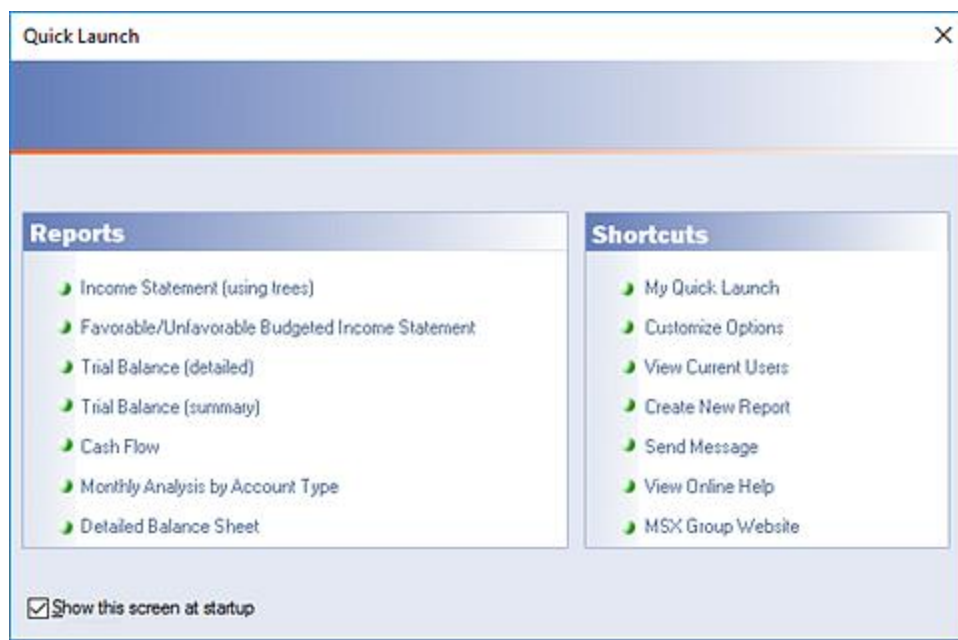 Quick Launch
Reports
Income Statement (using trees)
Favorable/Unfavorable Budgeted Income Statement
Trial Balance (detailed)
Trial Balance (summary)
Cash Flow
Monthly Analysis by Account Type
Detailed Balance Sheet
Shortcuts
My Quick Launch
Customize Options
View Current Users
Create New Report
Send Message
View Online Help
MSX Group Website
Show this screen at startup